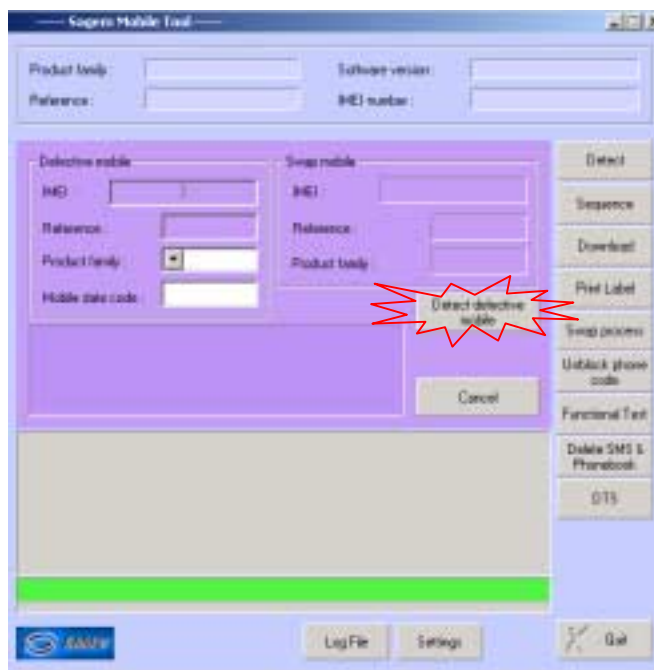 Sagem Mobile Tool
Product family :
Software version :
Reference :
IMEI number :
Defective mobile
Swap mobile
IMEI
IMEI
Reference
Reference
Product family
Product family
Mobile date code :
Detect defective
mobile
Cancel
Detect
Sequence
Download
Print Label
Swap process
Unblock phone
code
Functional Test
Delete SMS &
Phonebook
OTS
Log File
Settings
Quit